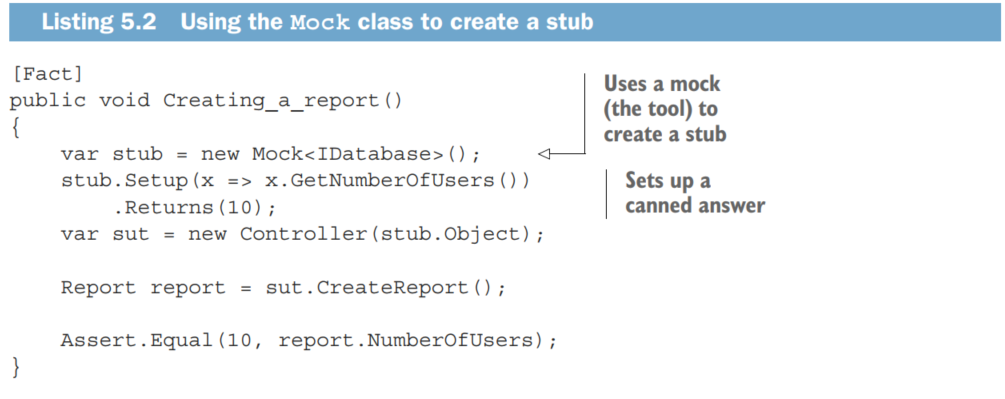 Listing 5.2 Using the Mock class to create a stub
[Fact]
public void Creating_a_report()
{
var stub = new Mock<IDatabase>();
stub.Setup(x => x.GetNumberOfUsers())
.Returns(10);
var sut = new Controller(stub.Object);
Report report = sut.CreateReport();
Assert.Equal(10, report.NumberOfUsers);
}
Uses a mock
(the tool) to
create a stub
Sets up a
canned answer